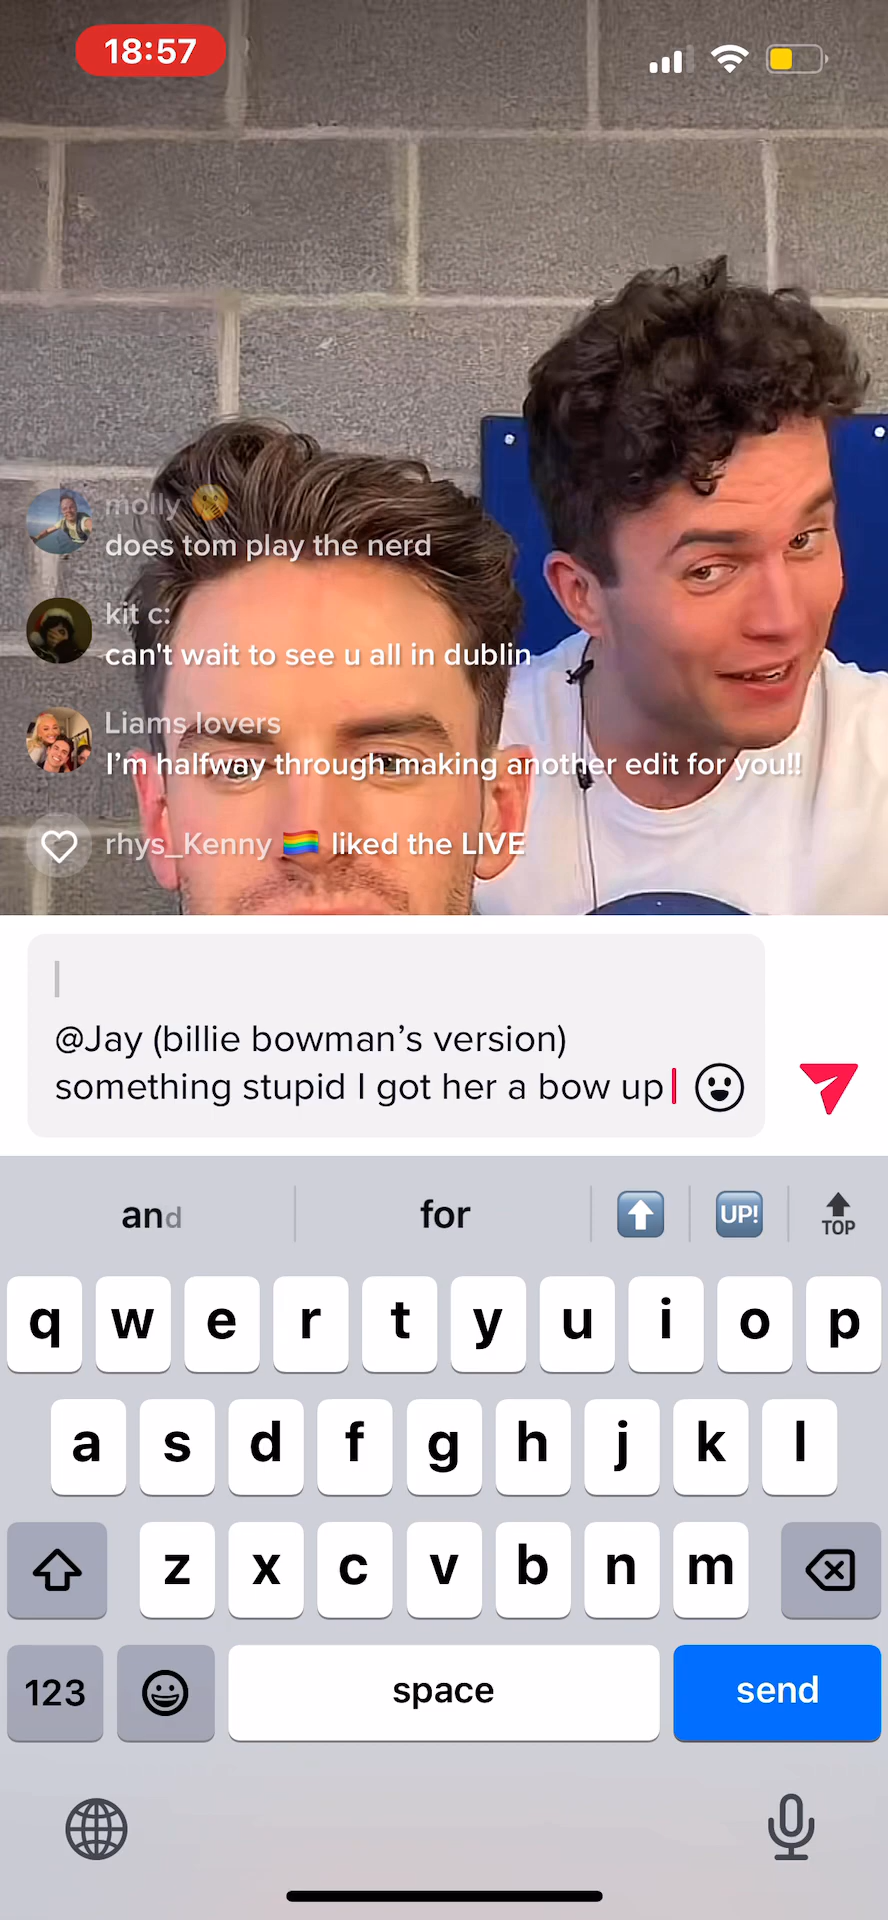 18:57
molly 🫢
does tom play the nerd
kit c:
can't wait to see u all in dublin
Liams lovers
I'm halfway through making another edit for you!!
rhys_Kenny 🏳️‍🌈 liked the LIVE
@Jay (billie bowman’s version)
something stupid I got her a bow up
and for ⬆️ UP! TOP
q w e r t y u i o p
a s d f g h j k l
z x c v b n m
123 space send